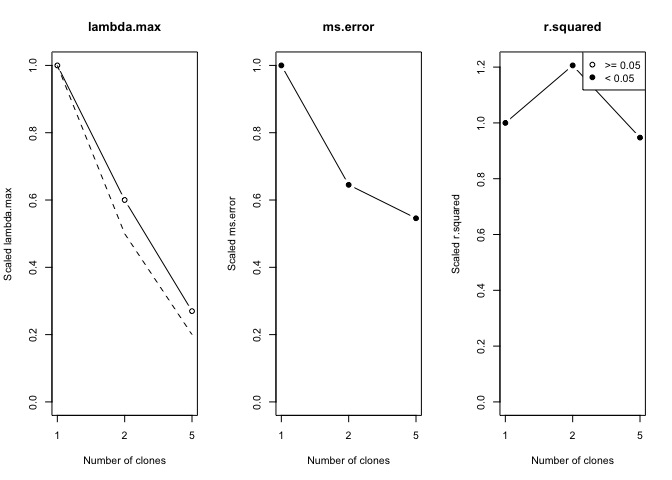 lambda.max
Scaled lambda.max
0.0 0.2 0.4 0.6 0.8 1.0
1 2 5
Number of clones
ms.error
Scaled ms.error
0.0 0.2 0.4 0.6 0.8 1.0
1 2 5
Number of clones
r.squared
Scaled r.squared
0.0 0.2 0.4 0.6 0.8 1.0 1.2
>= 0.05
< 0.05
1 2 5
Number of clones